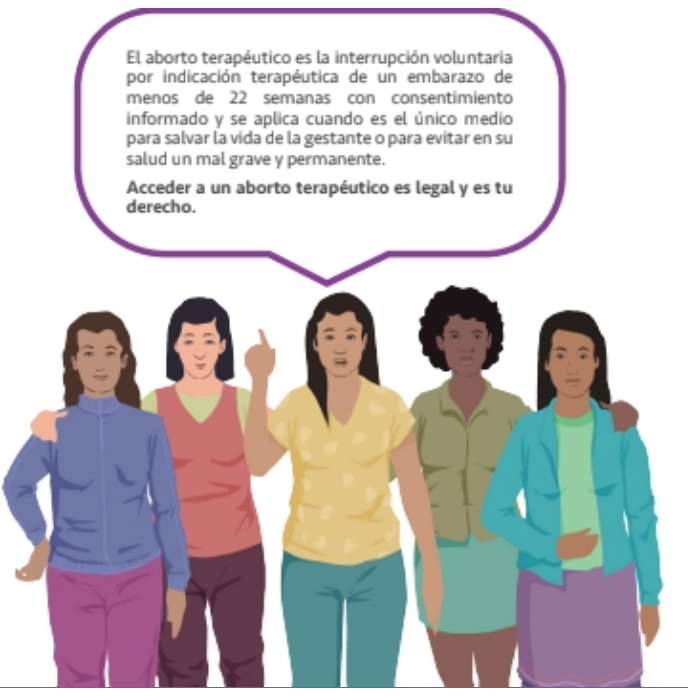 El aborto terapéutico es la interrupción voluntaria
por indicación terapéutica de un embarazo de
menos de 22 semanas con consentimiento
informado y se aplica cuando es el único medio
para salvar la vida de la gestante o para evitar en su
salud un mal grave y permanente.
Acceder a un aborto terapéutico es legal y es tu
derecho.